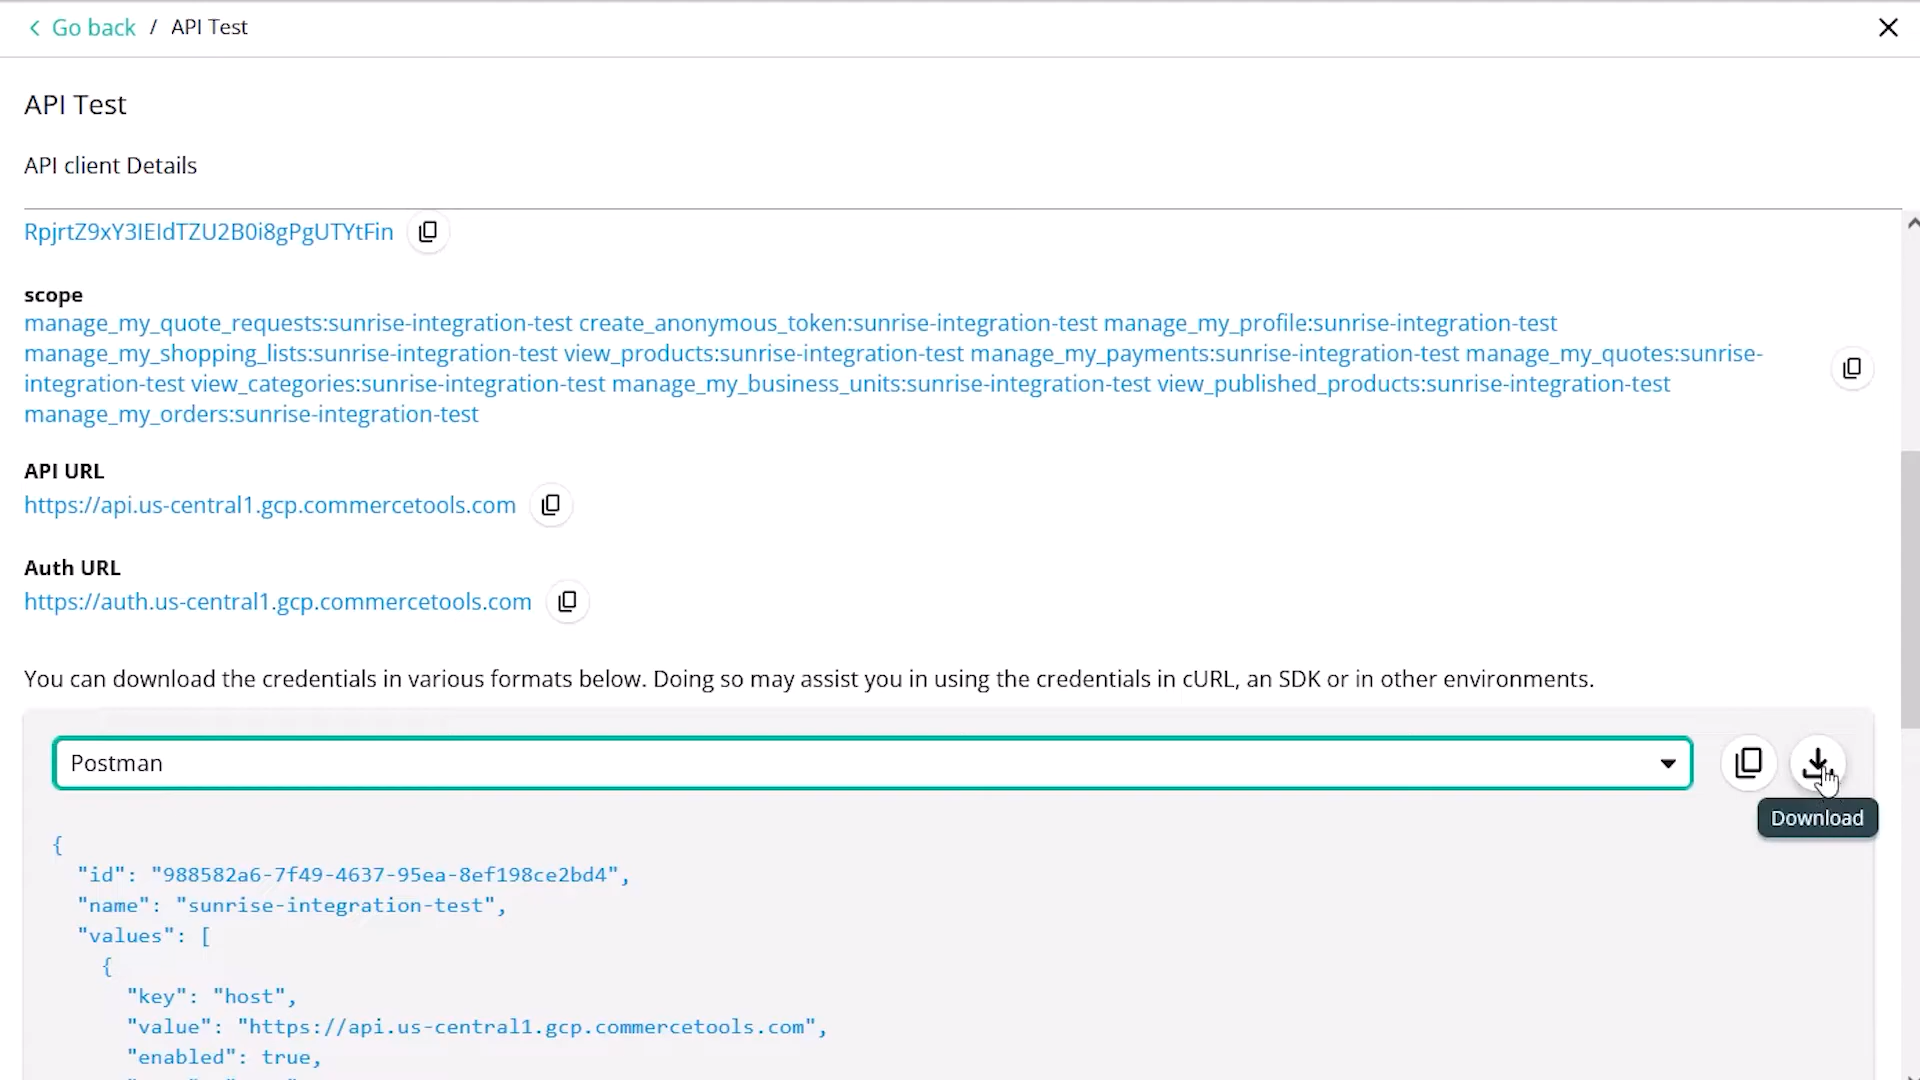 Go back / API Test
API Test
API client Details
RpjrtZ9xY3IEIdTZU2B0i8gPgUTYtFin
scope
manage_my_quote_requests:sunrise-integration-test create_anonymous_token:sunrise-integration-test manage_my_profile:sunrise-integration-test
manage_my_shopping_lists:sunrise-integration-test view_products:sunrise-integration-test manage_my_payments:sunrise-integration-test manage_my_quotes:sunrise-
integration-test view_categories:sunrise-integration-test manage_my_business_units:sunrise-integration-test view_published_products:sunrise-integration-test
manage_my_orders:sunrise-integration-test
API URL
https://api.us-central1.gcp.commercetools.com
Auth URL
https://auth.us-central1.gcp.commercetools.com
You can download the credentials in various formats below. Doing so may assist you in using the credentials in cURL, an SDK or in other environments.
Postman
Download
{
"id": "988582a6-7f49-4637-95ea-8ef198ce2bd4",
"name": "sunrise-integration-test",
"values": [
{
"key": "host",
"value": "https://api.us-central1.gcp.commercetools.com",
"enabled": true,